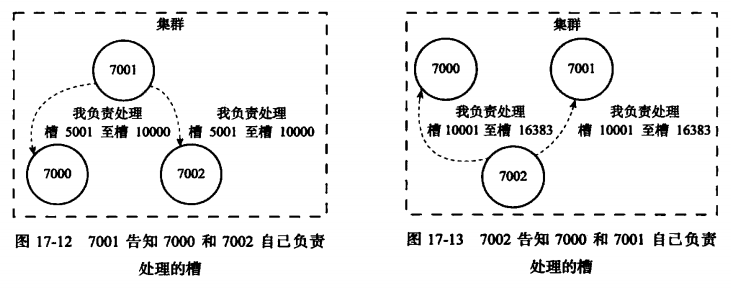 集群
7001
我负责处理
槽 5001 至槽 10000
我负责处理
槽 5001 至槽 10000
7000
7002
图 17-12 7001 告知 7000 和 7002 自己负责
处理的槽
集群
7000
7001
我负责处理
槽 10001 至槽 16383
我负责处理
槽 10001 至槽 16383
7002
图 17-13 7002 告知 7000 和 7001 自己负责
处理的槽